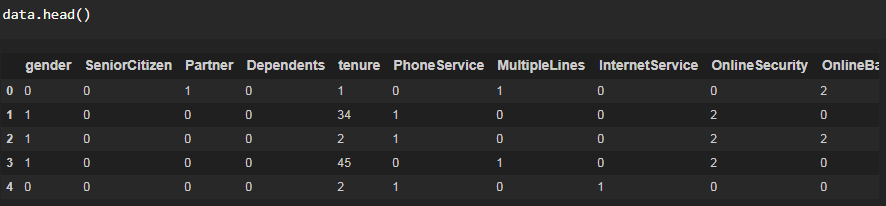 data.head()
gender SeniorCitizen Partner Dependents tenure PhoneService MultipleLines InternetService OnlineSecurity OnlineBa
0 0 0 1 0 1 0 1 0 0 2
1 1 0 0 0 34 1 0 0 2 0
2 1 0 0 0 2 1 0 0 2 2
3 1 0 0 0 45 0 1 0 2 0
4 0 0 0 0 2 1 0 1 0 0